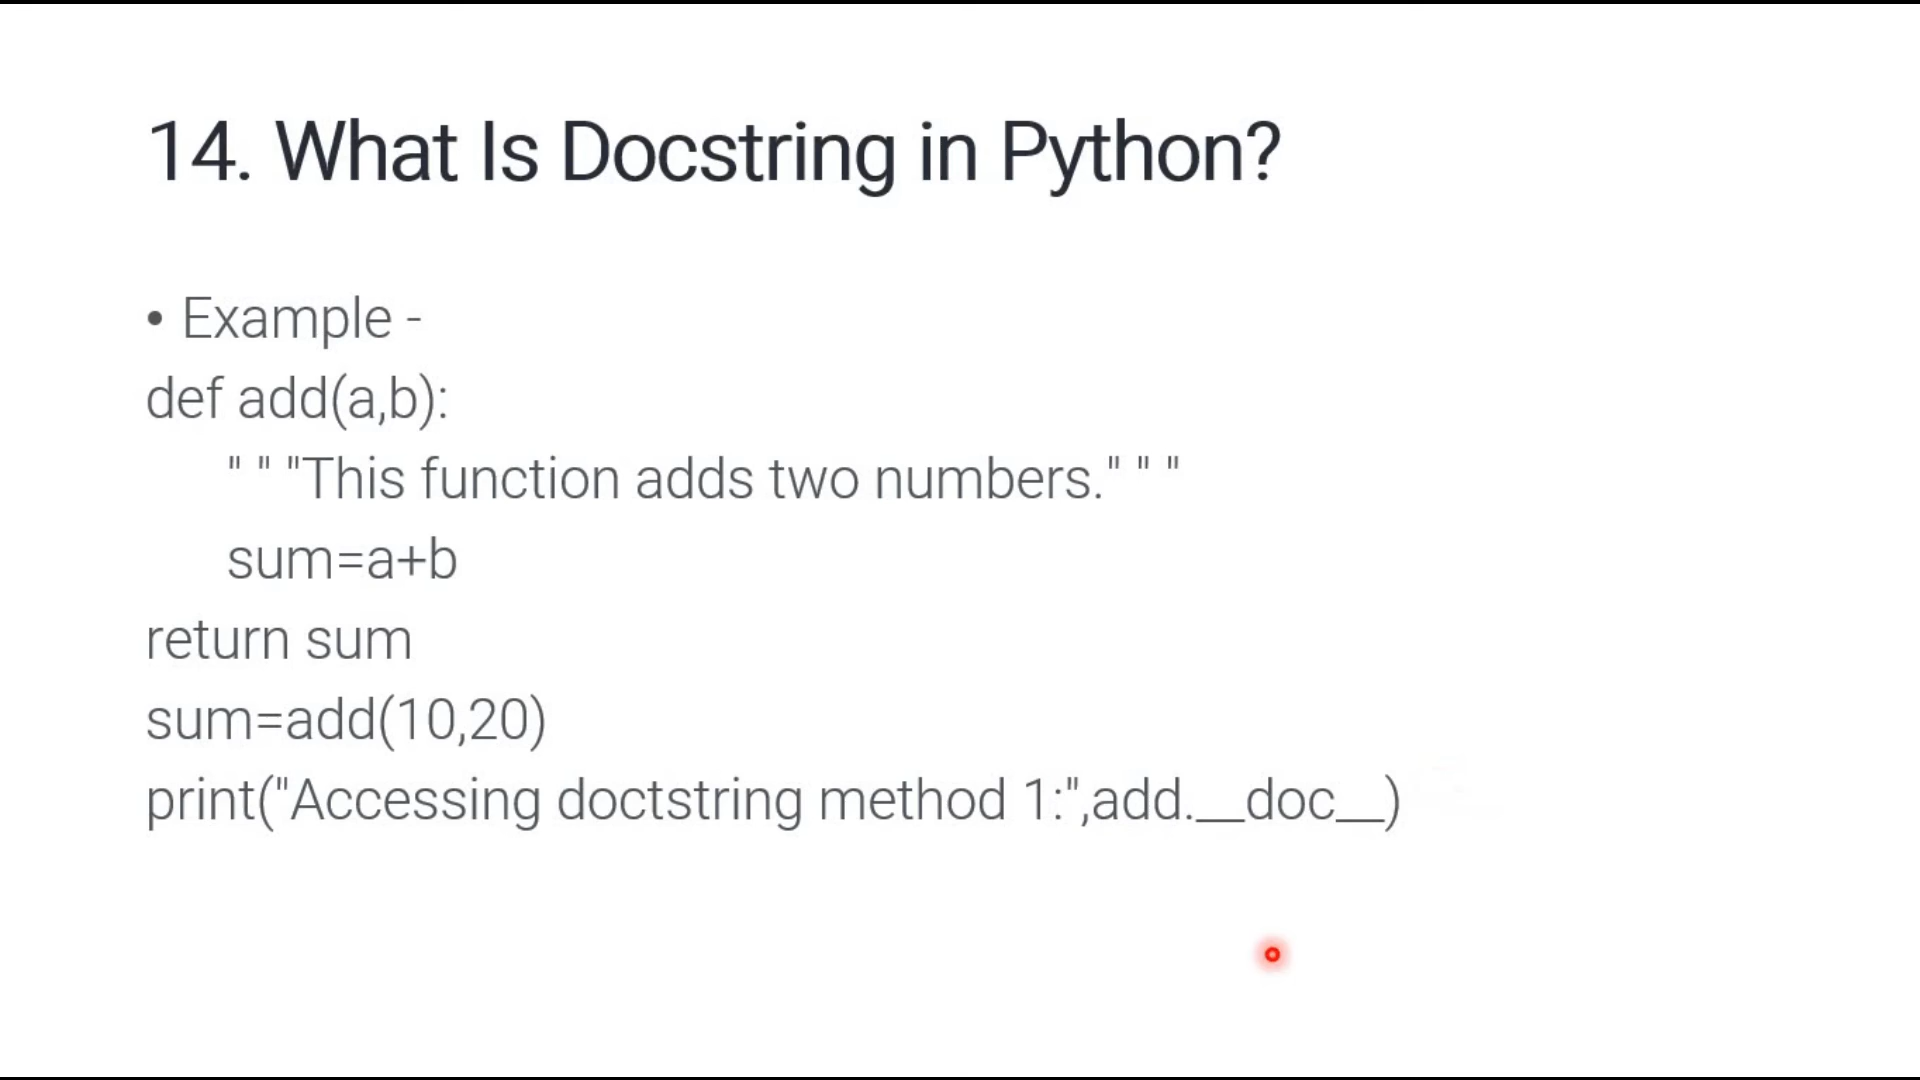 14. What Is Docstring in Python?
• Example -
def add(a,b):
" " "This function adds two numbers." " "
sum=a+b
return sum
sum=add(10,20)
print("Accessing doctstring method 1:",add.__doc__)